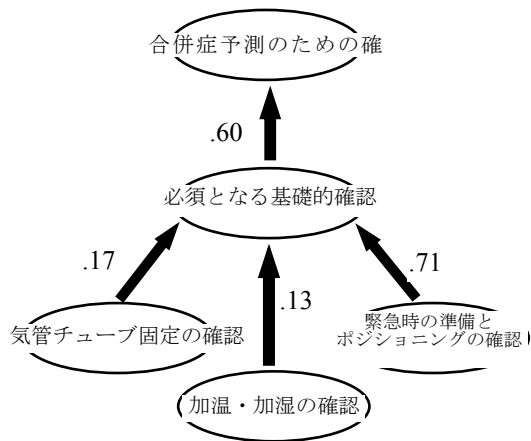 合併症予測のための確
.60
必須となる基礎的確認
.17
.13
.71
気管チューブ固定の確認
緊急時の準備と
ポジショニングの確認
加温・加湿の確認